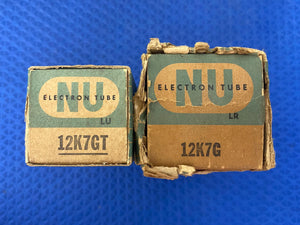 NU
ELECTRON TUBE
LU
12K7GT
NU
ELECTRON TUBE
LR
12K7G